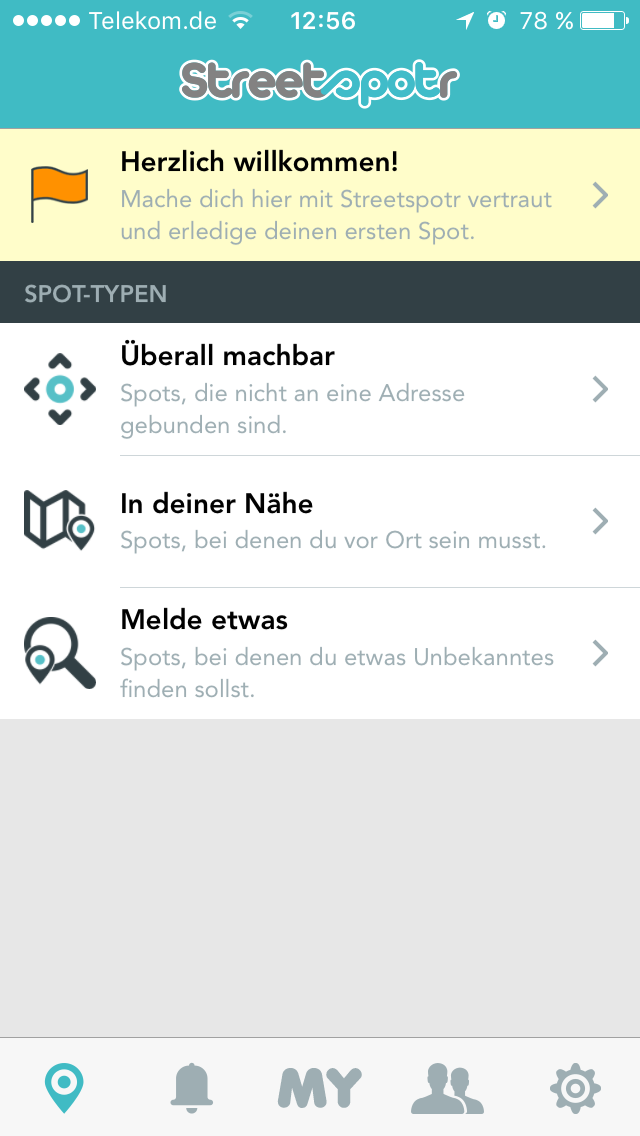 Telekom.de 12:56 78 %
Streetspotr
Herzlich willkommen!
Mache dich hier mit Streetspotr vertraut
und erledige deinen ersten Spot.
SPOT-TYPEN
Überall machbar
Spots, die nicht an eine Adresse
gebunden sind.
In deiner Nähe
Spots, bei denen du vor Ort sein musst.
Melde etwas
Spots, bei denen du etwas Unbekanntes
finden sollst.
MY